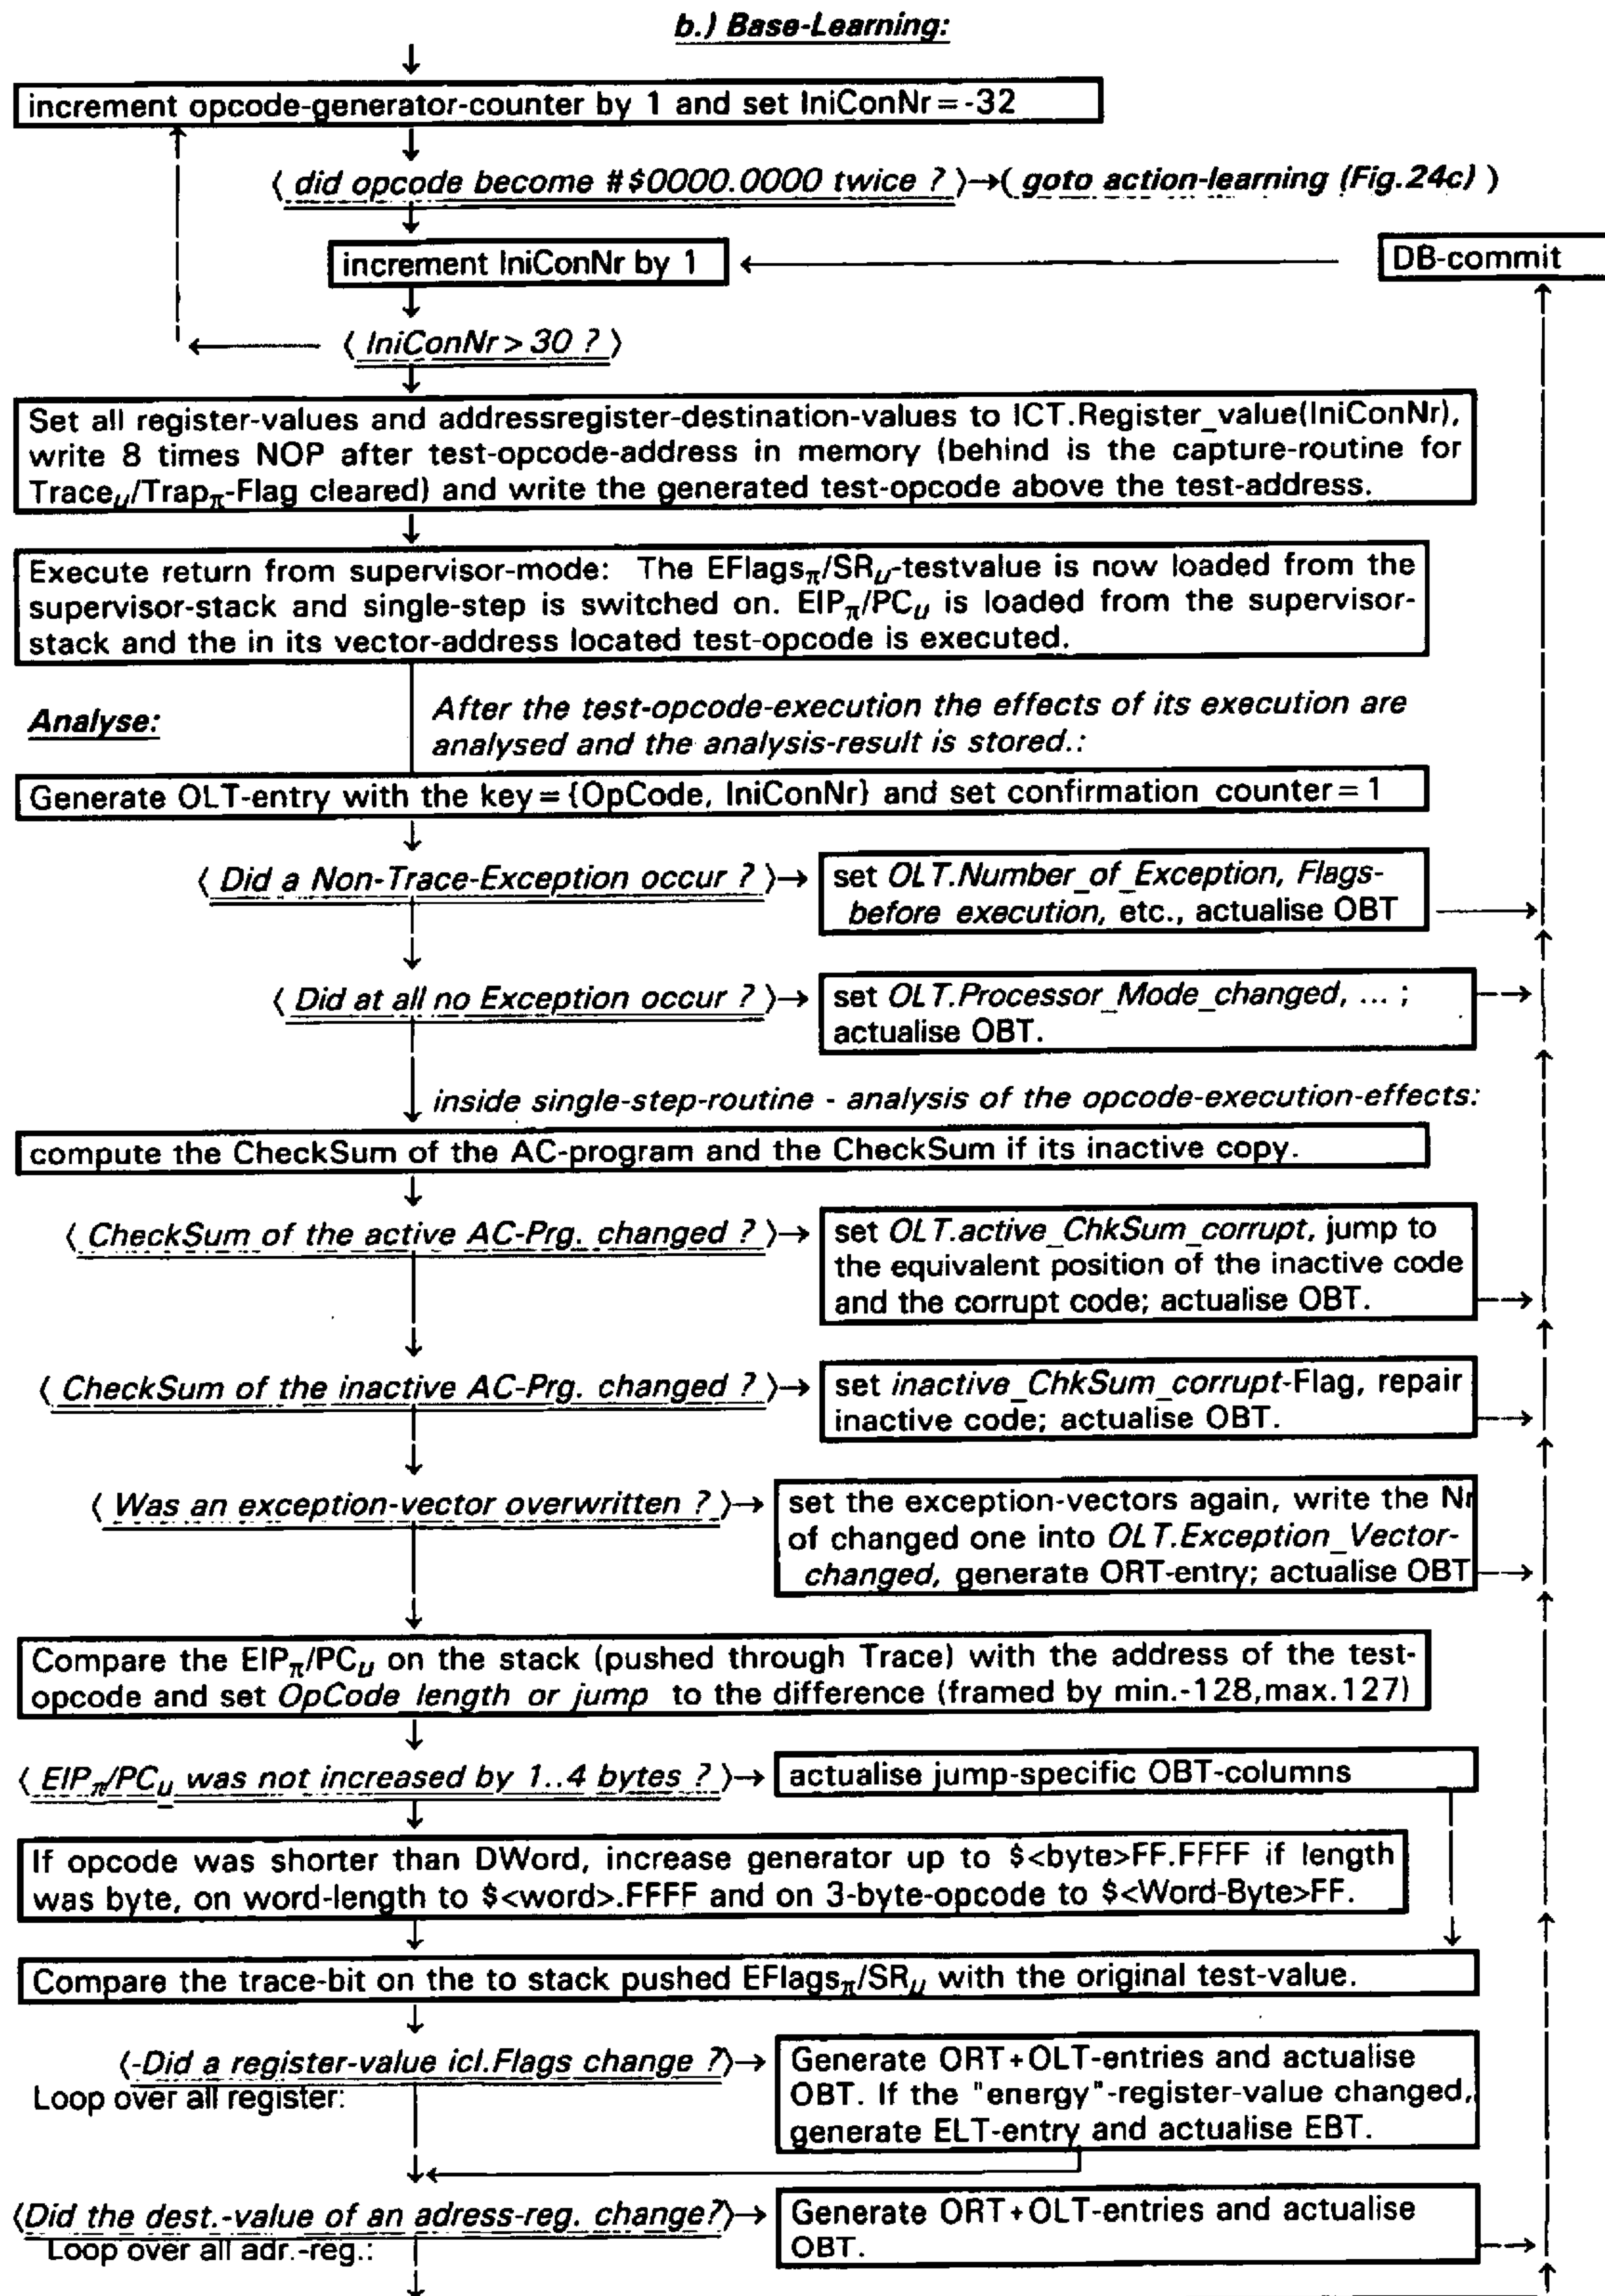 b.) Base-Learning:
increment opcode-generator-counter by 1 and set IniConNr=-32
⟨ did opcode become #$0000.0000 twice ? ⟩→( goto action-learning (Fig.24c) )
increment IniConNr by 1
DB-commit
⟨ IniConNr>30 ? ⟩
Set all register-values and addressregister-destination-values to ICT.Register_value(IniConNr),
write 8 times NOP after test-opcode-address in memory (behind is the capture-routine for
Traceμ/Trapπ-Flag cleared) and write the generated test-opcode above the test-address.
Execute return from supervisor-mode: The EFlagsπ/SRμ-testvalue is now loaded from the
supervisor-stack and single-step is switched on. EIPπ/PCμ is loaded from the supervisor-
stack and the in its vector-address located test-opcode is executed.
Analyse:
After the test-opcode-execution the effects of its execution are
analysed and the analysis-result is stored.:
Generate OLT-entry with the key={OpCode, IniConNr} and set confirmation counter=1
⟨ Did a Non-Trace-Exception occur ? ⟩→
set OLT.Number_of_Exception, Flags-
before execution, etc., actualise OBT
⟨ Did at all no Exception occur ? ⟩→
set OLT.Processor_Mode_changed, ... ;
actualise OBT.
inside single-step-routine - analysis of the opcode-execution-effects:
compute the CheckSum of the AC-program and the CheckSum if its inactive copy.
⟨ CheckSum of the active AC-Prg. changed ? ⟩→
set OLT.active_ChkSum_corrupt, jump to
the equivalent position of the inactive code
and the corrupt code; actualise OBT.
⟨ CheckSum of the inactive AC-Prg. changed ? ⟩→
set inactive_ChkSum_corrupt-Flag, repair
inactive code; actualise OBT.
⟨ Was an exception-vector overwritten ? ⟩→
set the exception-vectors again, write the Nr
of changed one into OLT.Exception_Vector-
changed, generate ORT-entry; actualise OBT
Compare the EIPπ/PCμ on the stack (pushed through Trace) with the address of the test-
opcode and set OpCode length or jump to the difference (framed by min.-128,max.127)
⟨ EIPπ/PCμ was not increased by 1..4 bytes ? ⟩→
actualise jump-specific OBT-columns
If opcode was shorter than DWord, increase generator up to $<byte>FF.FFFF if length
was byte, on word-length to $<word>.FFFF and on 3-byte-opcode to $<Word-Byte>FF.
Compare the trace-bit on the to stack pushed EFlagsπ/SRμ with the original test-value.
⟨-Did a register-value icl.Flags change ?⟩→
Loop over all register:
Generate ORT+OLT-entries and actualise
OBT. If the "energy"-register-value changed,
generate ELT-entry and actualise EBT.
⟨Did the dest.-value of an adress-reg. change?⟩→
Loop over all adr.-reg.:
Generate ORT+OLT-entries and actualise
OBT.